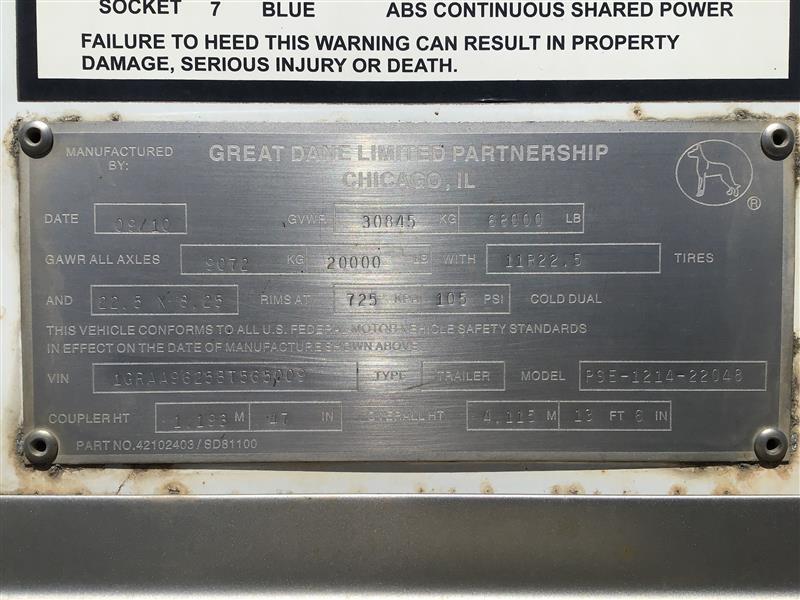 SOCKET 7 BLUE ABS CONTINUOUS SHARED POWER
FAILURE TO HEED THIS WARNING CAN RESULT IN PROPERTY
DAMAGE, SERIOUS INJURY OR DEATH.
MANUFACTURED BY:
GREAT DANE LIMITED PARTNERSHIP
CHICAGO, IL
®
DATE 09/10 GVWR 30845 KG 68000 LB
GAWR ALL AXLES 9072 KG 20000 LB WITH 11R22.5 TIRES
AND 22.5 X 8.25 RIMS AT 725 KPA 105 PSI COLD DUAL
THIS VEHICLE CONFORMS TO ALL U.S. FEDERAL MOTOR VEHICLE SAFETY STANDARDS
IN EFFECT ON THE DATE OF MANUFACTURE SHOWN ABOVE
VIN TYPE TRAILER MODEL PSE-1214-22048
COUPLER HT 1.193 M 47 IN OVERALL HT 4.115 M 13 FT 6 IN
PART NO. 42102403 / SD81100